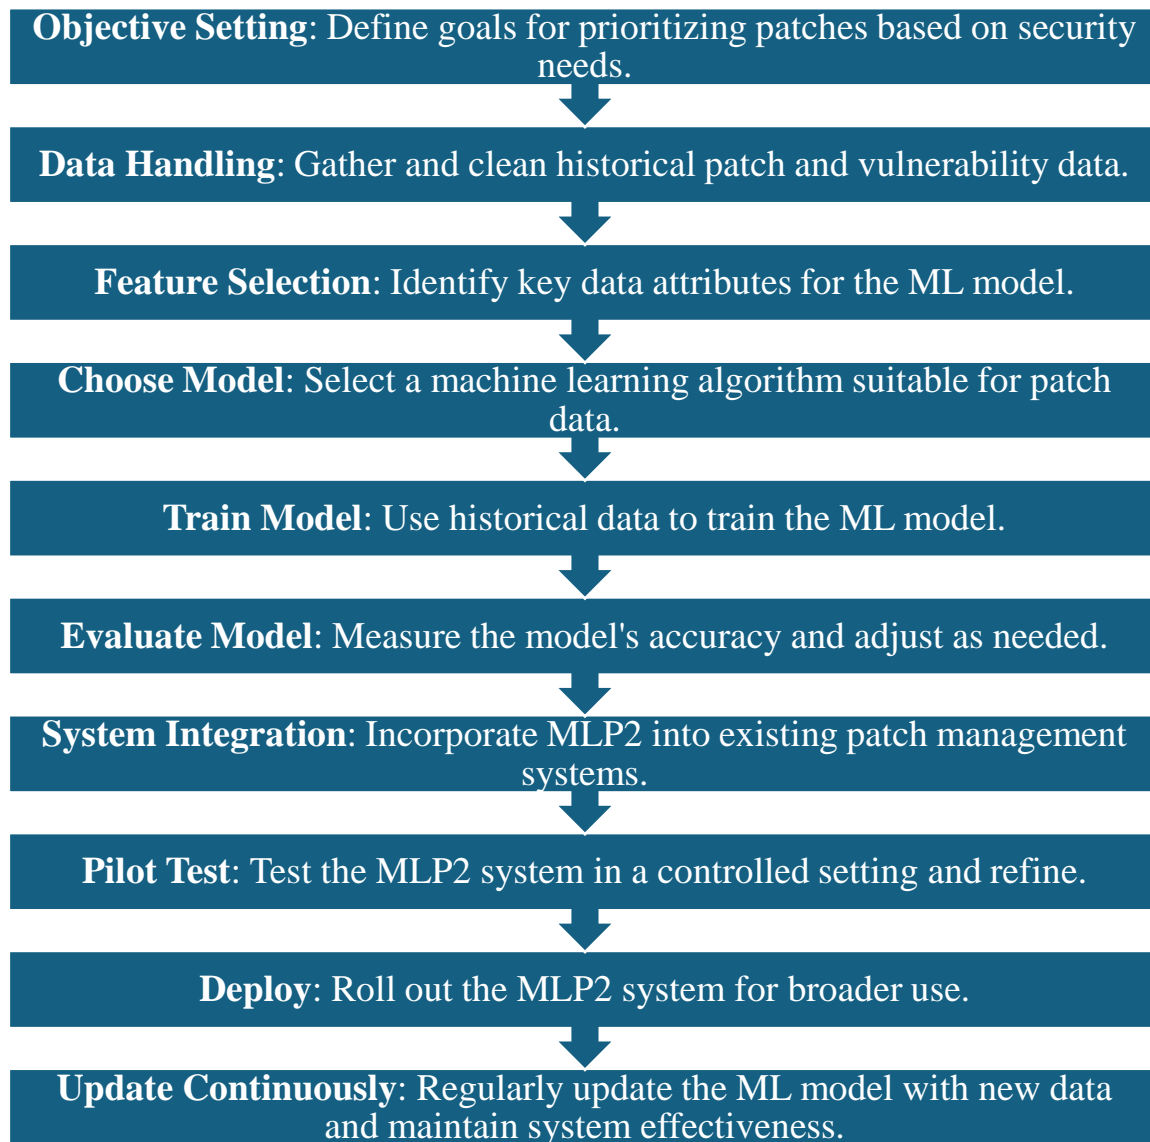 Objective Setting: Define goals for prioritizing patches based on security
needs.
Data Handling: Gather and clean historical patch and vulnerability data.
Feature Selection: Identify key data attributes for the ML model.
Choose Model: Select a machine learning algorithm suitable for patch
data.
Train Model: Use historical data to train the ML model.
Evaluate Model: Measure the model's accuracy and adjust as needed.
System Integration: Incorporate MLP2 into existing patch management
systems.
Pilot Test: Test the MLP2 system in a controlled setting and refine.
Deploy: Roll out the MLP2 system for broader use.
Update Continuously: Regularly update the ML model with new data
and maintain system effectiveness.